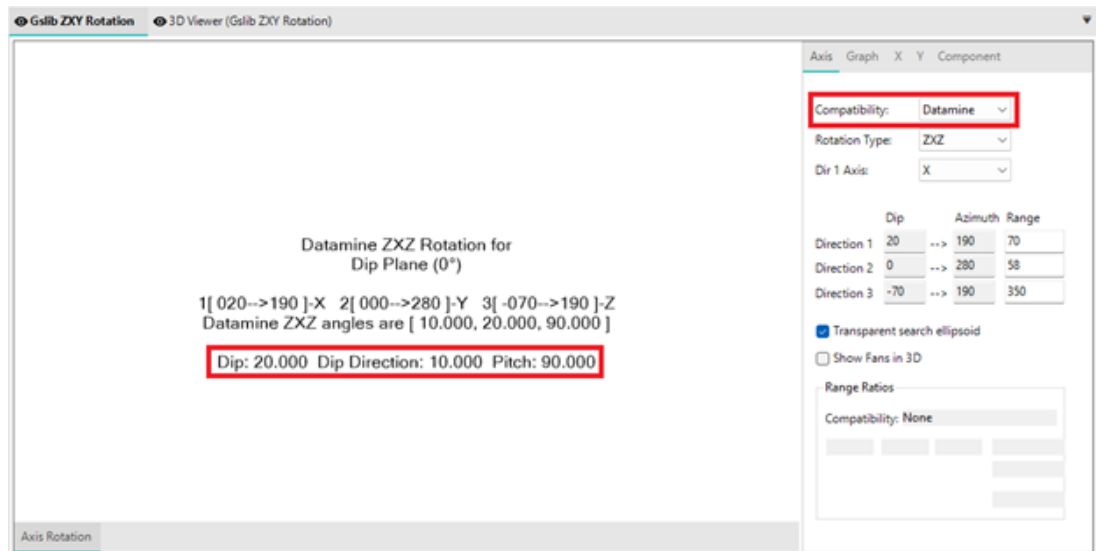 Gslib ZXY Rotation 3D Viewer (Gslib ZXY Rotation)
Axis Graph X Y Component
Compatibility: Datamine
Rotation Type: ZXZ
Dir 1 Axis: X
Dip Azimuth Range
Direction 1 20 --> 190 70
Direction 2 0 --> 280 58
Direction 3 -70 --> 190 350
Transparent search ellipsoid
Show Fans in 3D
Range Ratios
Compatibility: None
Datamine ZXZ Rotation for
Dip Plane (0°)
1[ 020-->190 ]-X 2[ 000-->280 ]-Y 3[ -070-->190 ]-Z
Datamine ZXZ angles are [ 10.000, 20.000, 90.000 ]
Dip: 20.000 Dip Direction: 10.000 Pitch: 90.000
Axis Rotation